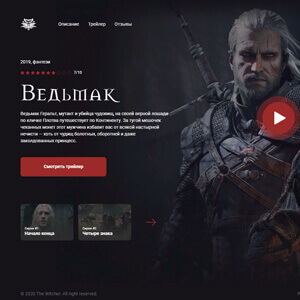 Описание Трейлер Отзывы
2019, фэнтези
7/10
Ведьмак
Ведьмак Геральт, мутант и убийца чудовищ, на своей верной лошади
по кличке Плотва путешествует по Континенту. За тугой мешочек
чеканных монет этот мужчина избавит вас от всякой настырной
нечисти — хоть от чудищ болотных, оборотней и даже
заколдованных принцесс.
Смотреть трейлер
Серия #1
Начало конца
Серия #2
Четыре знака
© 2020 The Witcher. All right reserved.